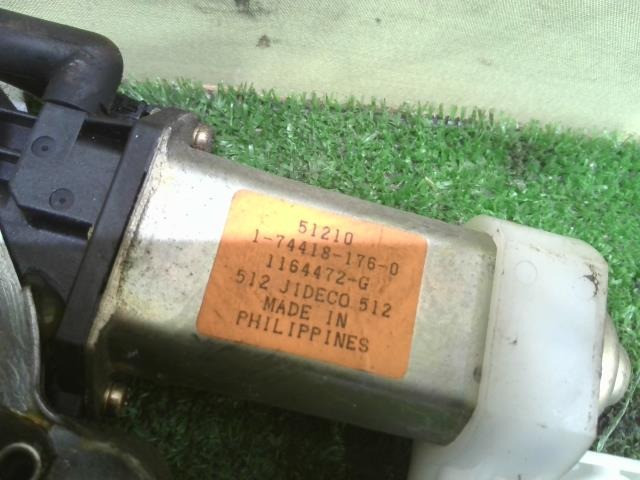 51210
1-74418-176-0
1164472-G
512 JIDECO 512
MADE IN
PHILIPPINES